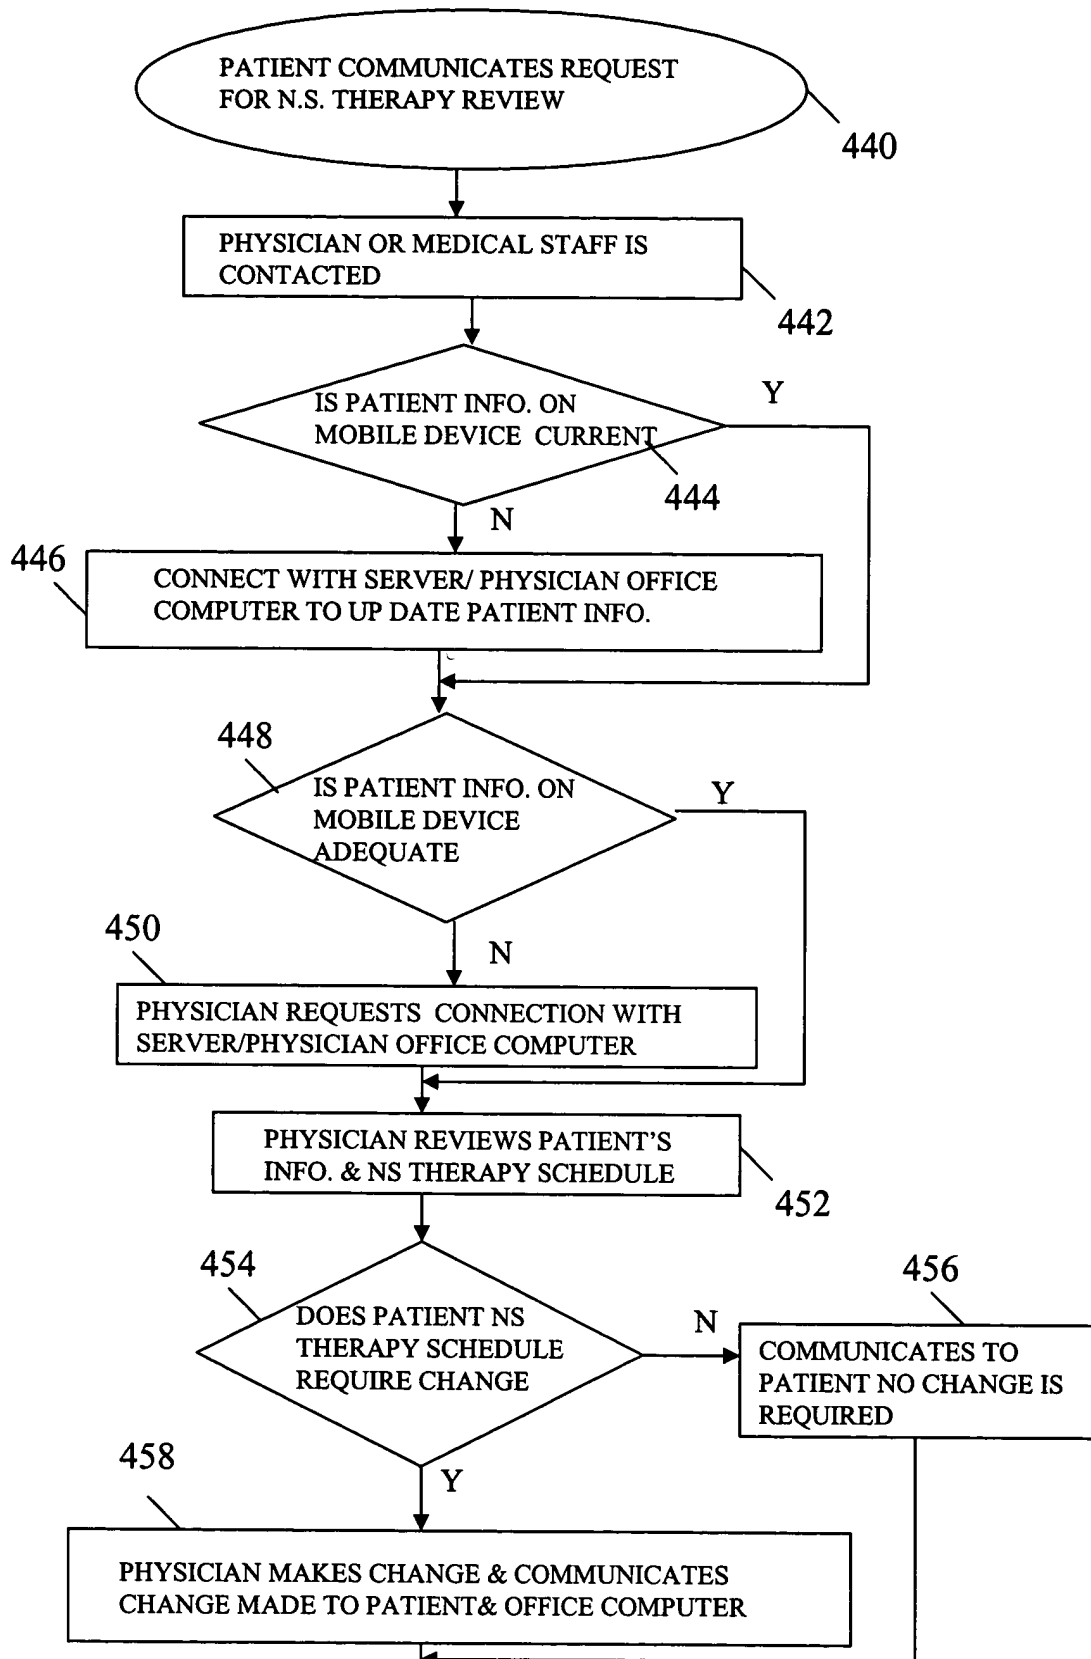 PATIENT COMMUNICATES REQUEST
FOR N.S. THERAPY REVIEW
440
PHYSICIAN OR MEDICAL STAFF IS
CONTACTED
442
IS PATIENT INFO. ON
MOBILE DEVICE CURRENT
Y
444
N
446
CONNECT WITH SERVER/ PHYSICIAN OFFICE
COMPUTER TO UP DATE PATIENT INFO.
448
IS PATIENT INFO. ON
MOBILE DEVICE
ADEQUATE
Y
N
450
PHYSICIAN REQUESTS CONNECTION WITH
SERVER/PHYSICIAN OFFICE COMPUTER
PHYSICIAN REVIEWS PATIENT'S
INFO. & NS THERAPY SCHEDULE
452
454
DOES PATIENT NS
THERAPY SCHEDULE
REQUIRE CHANGE
N
456
COMMUNICATES TO
PATIENT NO CHANGE IS
REQUIRED
Y
458
PHYSICIAN MAKES CHANGE & COMMUNICATES
CHANGE MADE TO PATIENT& OFFICE COMPUTER